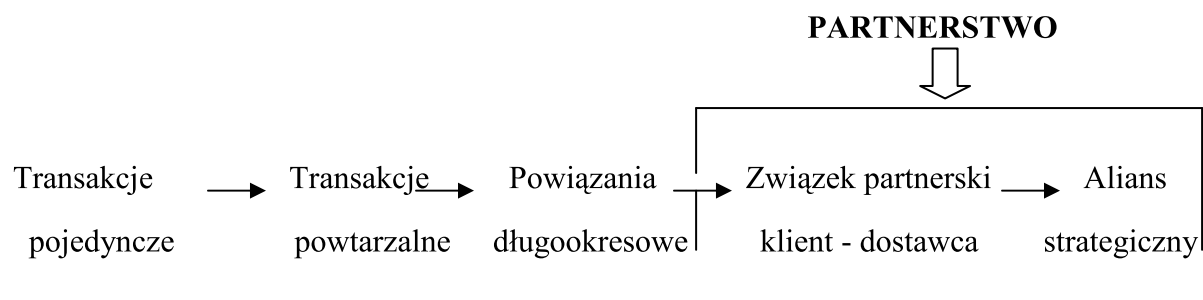 PARTNERSTWO
Transakcje Transakcje Powiązania Związek partnerski Alians
pojedyncze powtarzalne długookresowe klient - dostawca strategiczny